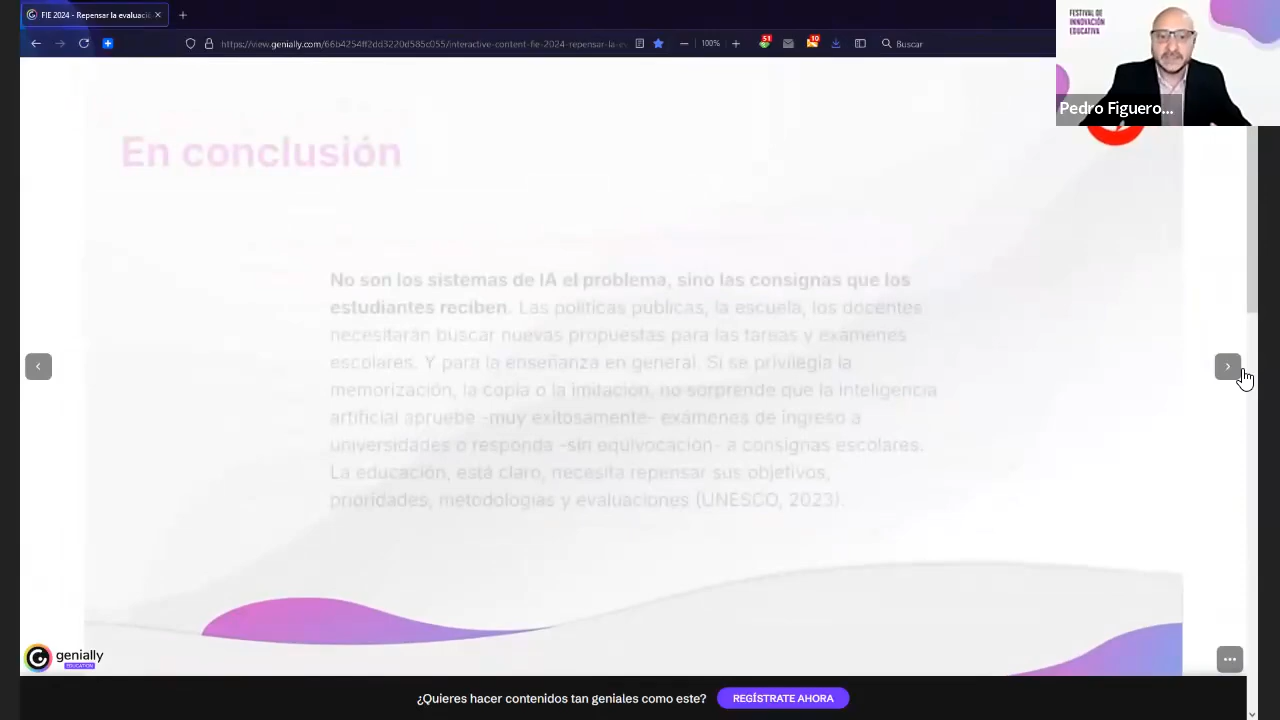 FIE 2024 - Repensar la evaluació
https://view.genially.com/66b4254ff2dd3220d585c055/interactive-content-fie-2024-repensar-la-ev
100%
51
10
Buscar
FESTIVAL DE
INNOVACIÓN
EDUCATIVA
Pedro Figuero...
En conclusión
No son los sistemas de IA el problema, sino las consignas que los
estudiantes reciben. Las políticas públicas, la escuela, los docentes
necesitarán buscar nuevas propuestas para las tareas y exámenes
escolares. Y para la enseñanza en general. Si se privilegia la
memorización, la copia o la imitación, no sorprende que la inteligencia
artificial apruebe -muy exitosamente- exámenes de ingreso a
universidades o responda -sin equivocación- a consignas escolares.
La educación, está claro, necesita repensar sus objetivos,
prioridades, metodologías y evaluaciones (UNESCO, 2023).
genially
EDUCATION
¿Quieres hacer contenidos tan geniales como este?
REGÍSTRATE AHORA